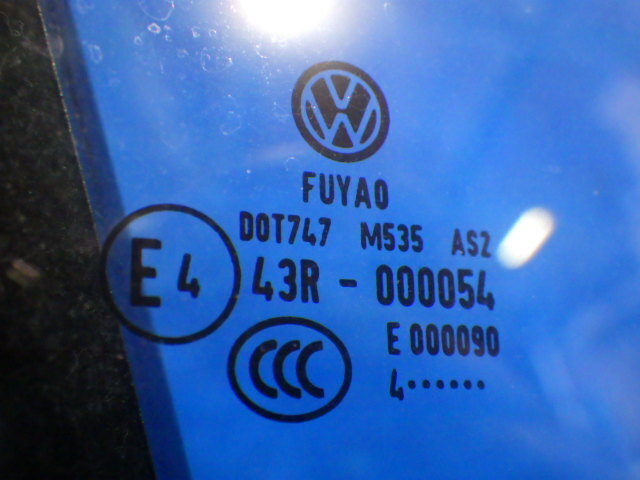 FUYAO
DOT747 M535 AS2
E4 43R - 000054
CCC E 000090
4••••••